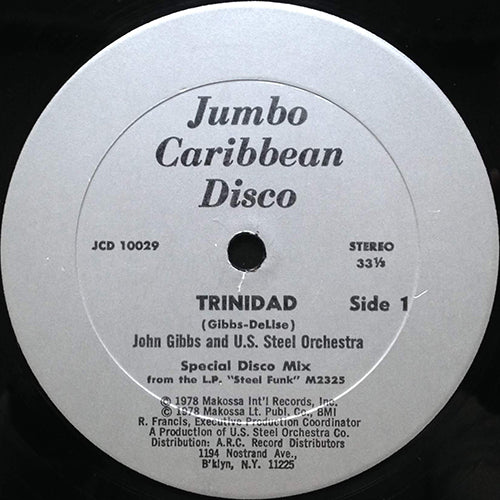 Jumbo
Caribbean
Disco
JCD 10029
STEREO
33⅓
TRINIDAD
Side 1
(Gibbs-DeLise)
John Gibbs and U.S. Steel Orchestra
Special Disco Mix
from the L.P. "Steel Funk" M2325
© 1978 Makossa Int'l Records, Inc.
© 1978 Makossa Lt. Publ. Co., BMI
R. Francis, Executive Production Coordinator
A Production of U.S. Steel Orchestra Co.
Distribution: A.R.C. Record Distributors
1194 Nostrand Ave.,
B'klyn, N.Y. 11225